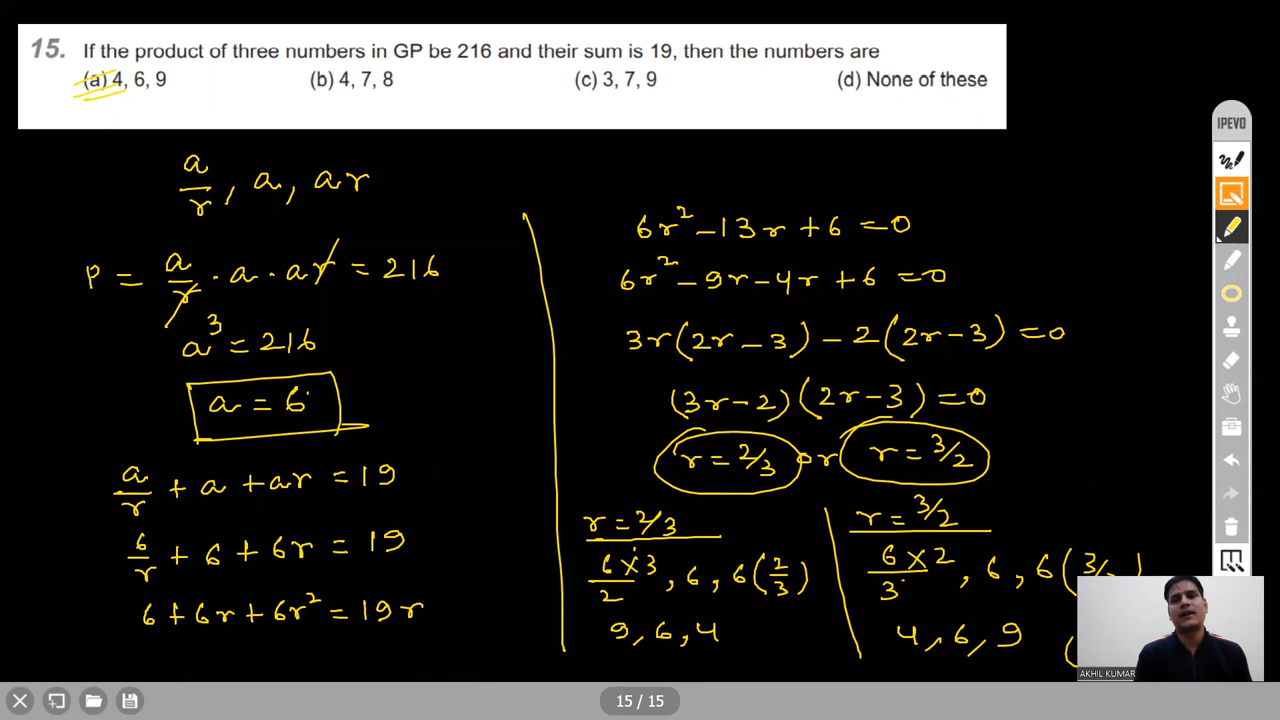 15. If the product of three numbers in GP be 216 and their sum is 19, then the numbers are
(a) 4, 6, 9 (b) 4, 7, 8 (c) 3, 7, 9 (d) None of these
a/r, a, ar
P = a/r · a · ar = 216
a³ = 216
a = 6
a/r + a + ar = 19
6/r + 6 + 6r = 19
6 + 6r + 6r² = 19r
6r² - 13r + 6 = 0
6r² - 9r - 4r + 6 = 0
3r(2r - 3) - 2(2r - 3) = 0
(3r - 2)(2r - 3) = 0
r = 2/3 or r = 3/2
r = 2/3
6×3/2, 6, 6(2/3)
9, 6, 4
r = 3/2
6×2/3, 6, 6(3/
4, 6, 9
IPEVO
AKHIL KUMAR
15 / 15